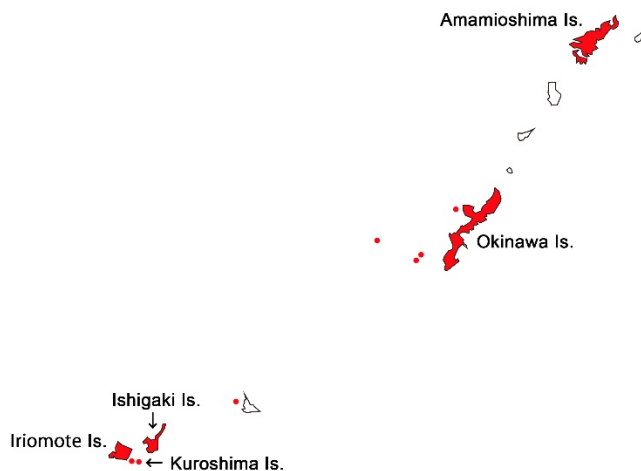 Amamioshima Is.
Okinawa Is.
Ishigaki Is.
Iriomote Is.
Kuroshima Is.